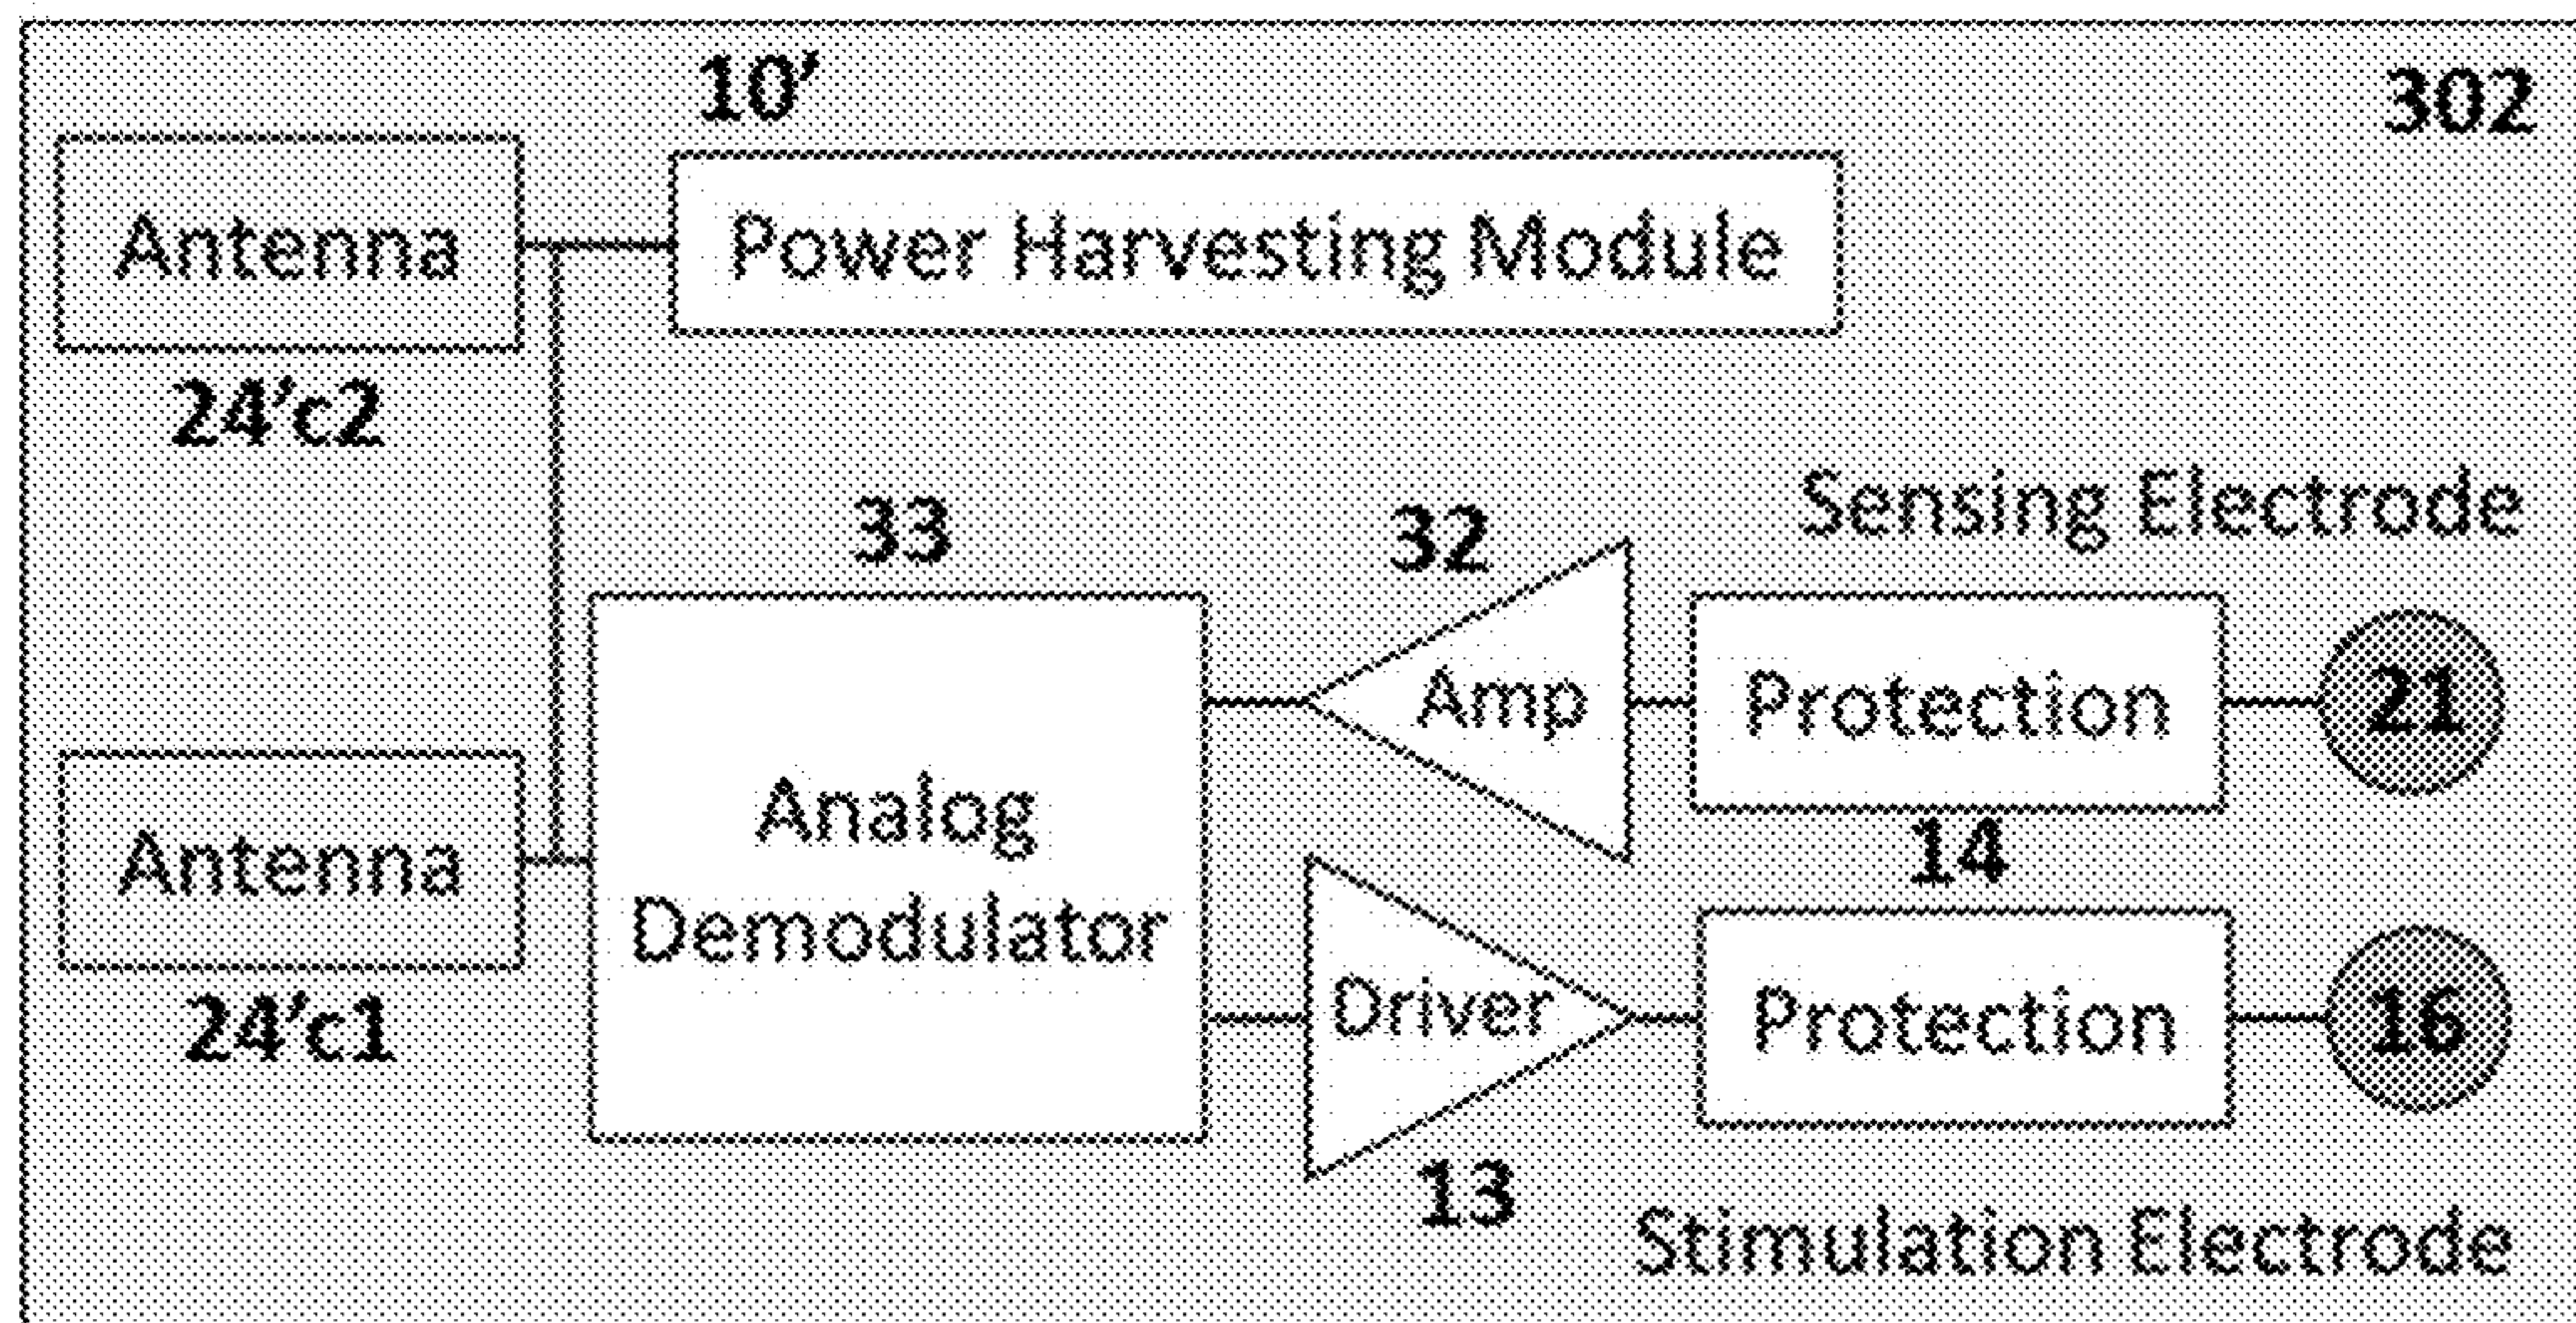 10’
302
Antenna
Power Harvesting Module
24’c2
Sensing Electrode
33
32
Amp
Protection
21
14
Analog
Demodulator
Antenna
24’c1
Driver
Protection
16
13
Stimulation Electrode